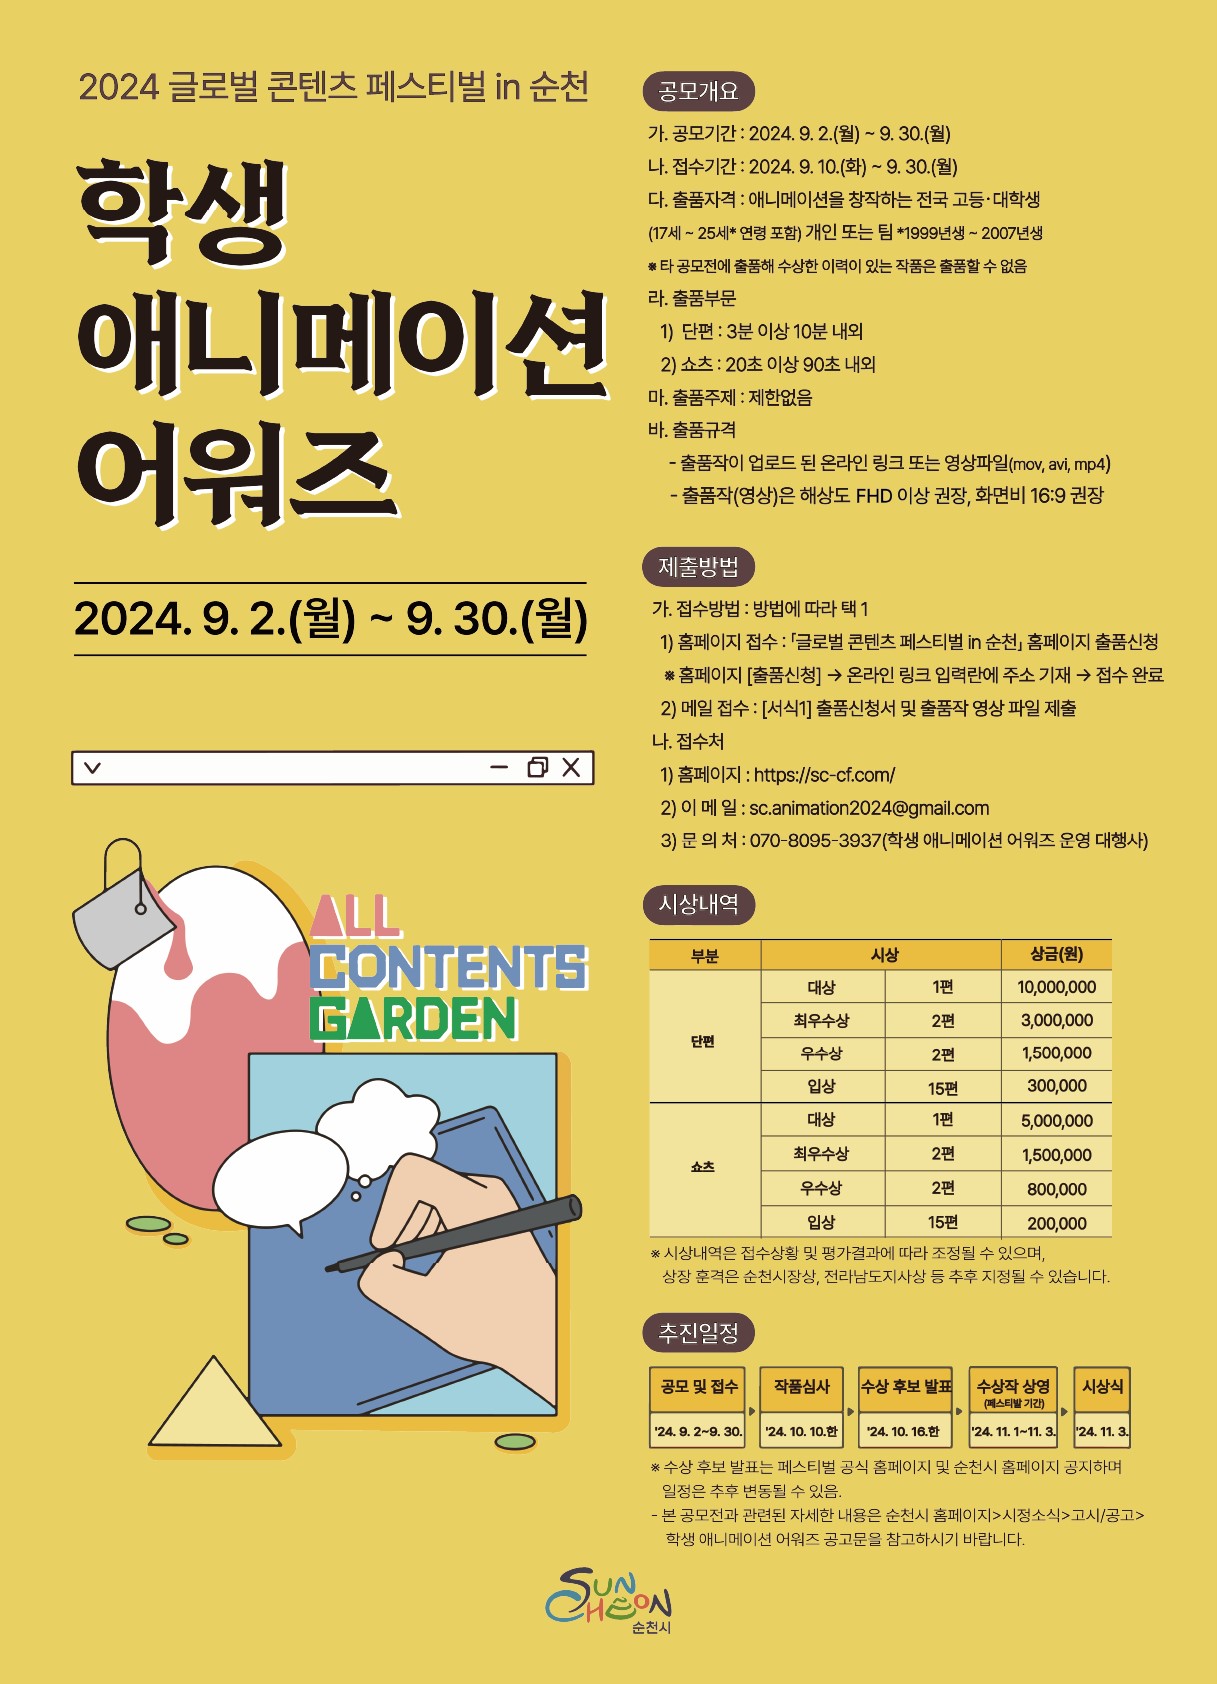 2024 글로벌 콘텐츠 페스티벌 in 순천
학생
애니메이션
어워즈
2024. 9. 2.(월) ~ 9. 30.(월)
ALL
CONTENTS
GARDEN
공모개요
가. 공모기간 : 2024. 9. 2.(월) ~ 9. 30.(월)
나. 접수기간 : 2024. 9. 10.(화) ~ 9. 30.(월)
다. 출품자격 : 애니메이션을 창작하는 전국 고등·대학생
(17세 ~ 25세* 연령 포함) 개인 또는 팀 *1999년생 ~ 2007년생
※ 타 공모전에 출품해 수상한 이력이 있는 작품은 출품할 수 없음
라. 출품부문
1) 단편 : 3분 이상 10분 내외
2) 쇼츠 : 20초 이상 90초 내외
마. 출품주제 : 제한없음
바. 출품규격
- 출품작이 업로드 된 온라인 링크 또는 영상파일(mov, avi, mp4)
- 출품작(영상)은 해상도 FHD 이상 권장, 화면비 16:9 권장
제출방법
가. 접수방법 : 방법에 따라 택 1
1) 홈페이지 접수 : 「글로벌 콘텐츠 페스티벌 in 순천」 홈페이지 출품신청
※ 홈페이지 [출품신청] → 온라인 링크 입력란에 주소 기재 → 접수 완료
2) 메일 접수 : [서식1] 출품신청서 및 출품작 영상 파일 제출
나. 접수처
1) 홈페이지 : https://sc-cf.com/
2) 이 메 일 : sc.animation2024@gmail.com
3) 문 의 처 : 070-8095-3937(학생 애니메이션 어워즈 운영 대행사)
시상내역
부분 시상 상금(원)
단편 대상 1편 10,000,000
최우수상 2편 3,000,000
우수상 2편 1,500,000
입상 15편 300,000
쇼츠 대상 1편 5,000,000
최우수상 2편 1,500,000
우수상 2편 800,000
입상 15편 200,000
※ 시상내역은 접수상황 및 평가결과에 따라 조정될 수 있으며,
상장 훈격은 순천시장상, 전라남도지사상 등 추후 지정될 수 있습니다.
추진일정
공모 및 접수 작품심사 수상 후보 발표 수상작 상영 시상식
(페스티발 기간)
'24. 9. 2~9. 30. '24. 10. 10.한 '24. 10. 16.한 '24. 11. 1~11. 3. '24. 11. 3.
※ 수상 후보 발표는 페스티벌 공식 홈페이지 및 순천시 홈페이지 공지하며
일정은 추후 변동될 수 있음.
- 본 공모전과 관련된 자세한 내용은 순천시 홈페이지>시정소식>고시/공고>
학생 애니메이션 어워즈 공고문을 참고하시기 바랍니다.
SUN
CHEON
순천시